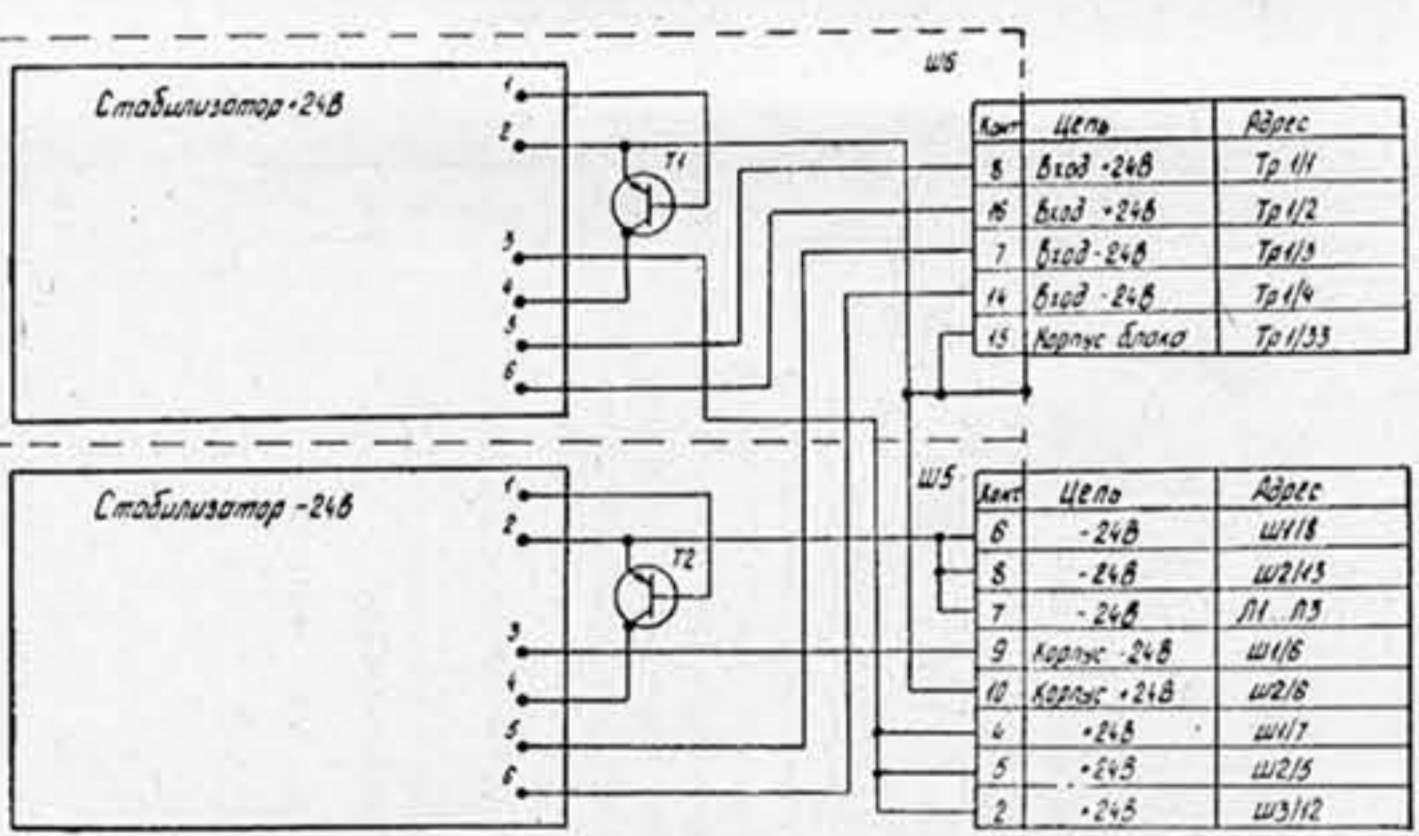 Стабилизатор +24В
1
2
3
4
5
6
Т1
Ш6
Конт Цепь Адрес
8 Вход +24В Тр 1/1
16 Вход +24В Тр 1/2
7 Вход -24В Тр 1/3
14 Вход -24В Тр 1/4
15 Корпус блока Тр 1/33
Стабилизатор -24В
1
2
3
4
5
6
Т2
Ш5
Конт Цепь Адрес
6 -24В Ш1/8
8 -24В Ш2/13
7 -24В Л1...Л3
9 Корпус -24В Ш1/6
10 Корпус +24В Ш2/6
4 +24В Ш1/7
5 +24В Ш2/5
2 +24В Ш3/12